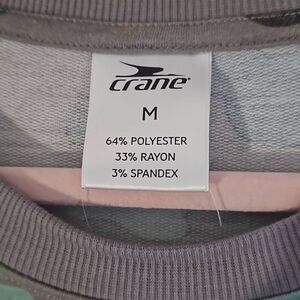 crane
M
64% POLYESTER
33% RAYON
3% SPANDEX